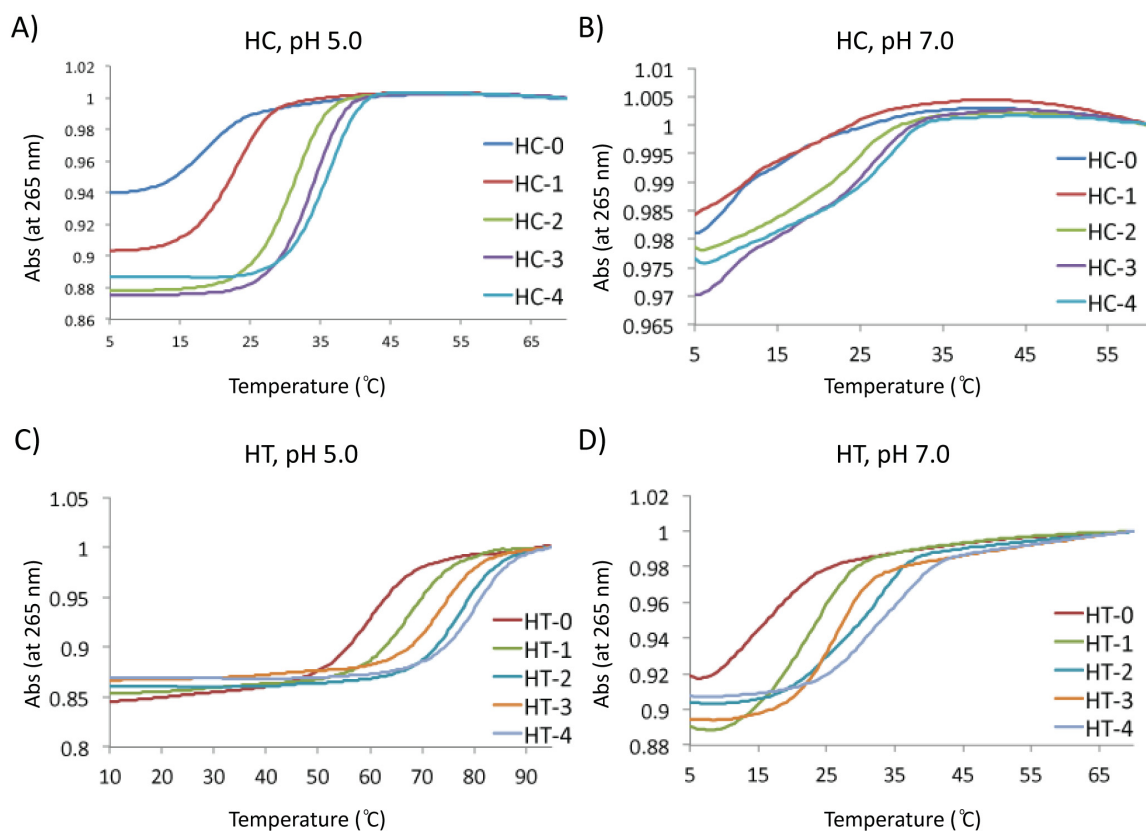 A)
HC, pH 5.0
1.02
1
0.98
0.96
0.94
0.92
0.9
0.88
0.86
Abs (at 265 nm)
HC-0
HC-1
HC-2
HC-3
HC-4
5 15 25 35 45 55 65
Temperature (℃)
B)
HC, pH 7.0
1.01
1.005
1
0.995
0.99
0.985
0.98
0.975
0.97
0.965
Abs (at 265 nm)
HC-0
HC-1
HC-2
HC-3
HC-4
5 15 25 35 45 55
Temperature (℃)
C)
HT, pH 5.0
1.05
1
0.95
0.9
0.85
0.8
Abs (at 265 nm)
HT-0
HT-1
HT-2
HT-3
HT-4
10 20 30 40 50 60 70 80 90
Temperature (℃)
D)
HT, pH 7.0
1.02
1
0.98
0.96
0.94
0.92
0.9
0.88
Abs (at 265 nm)
HT-0
HT-1
HT-2
HT-3
HT-4
5 15 25 35 45 55 65
Temperature (℃)